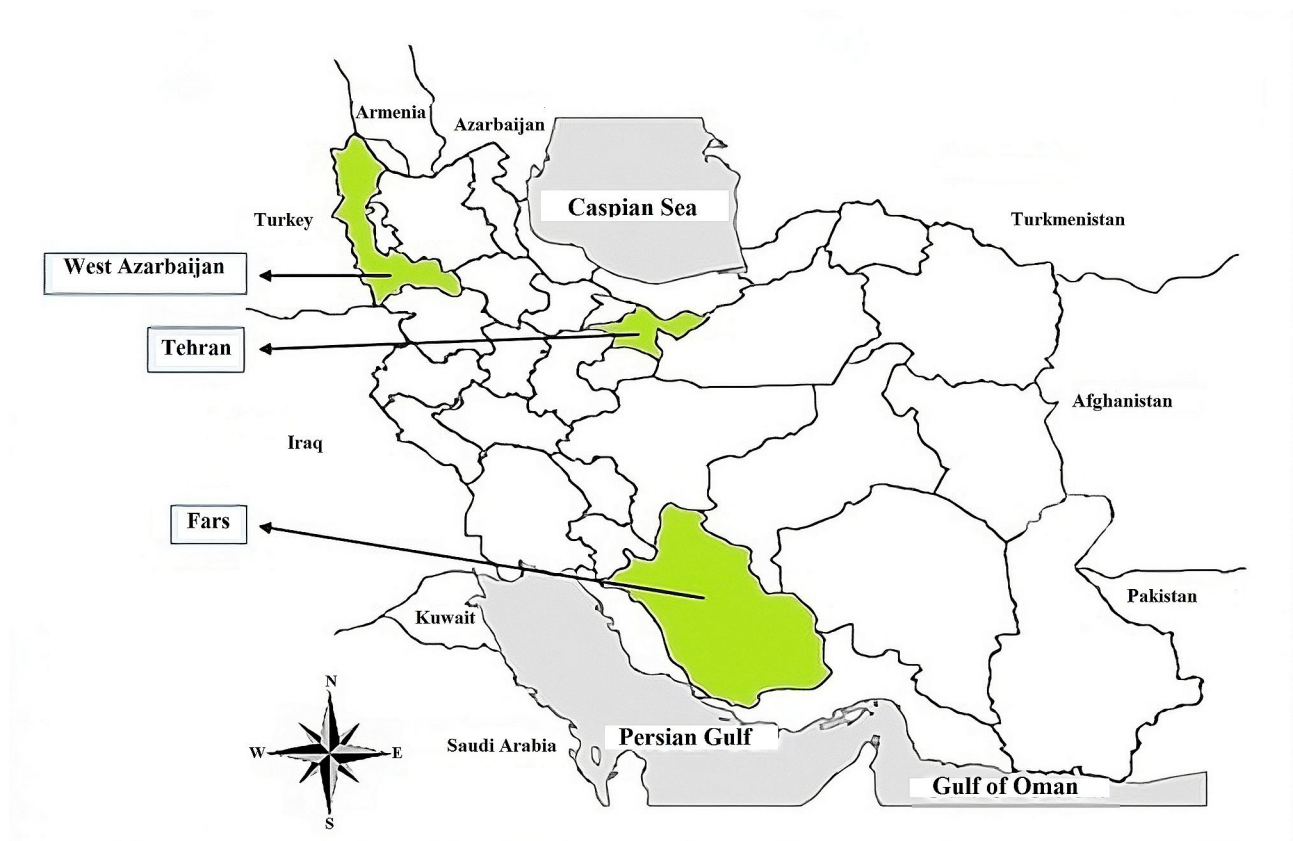 Armenia
Azarbaijan
Caspian Sea
Turkey
Turkmenistan
West Azarbaijan
Tehran
Afghanistan
Iraq
Fars
Pakistan
Kuwait
N
W
E
S
Saudi Arabia
Persian Gulf
Gulf of Oman